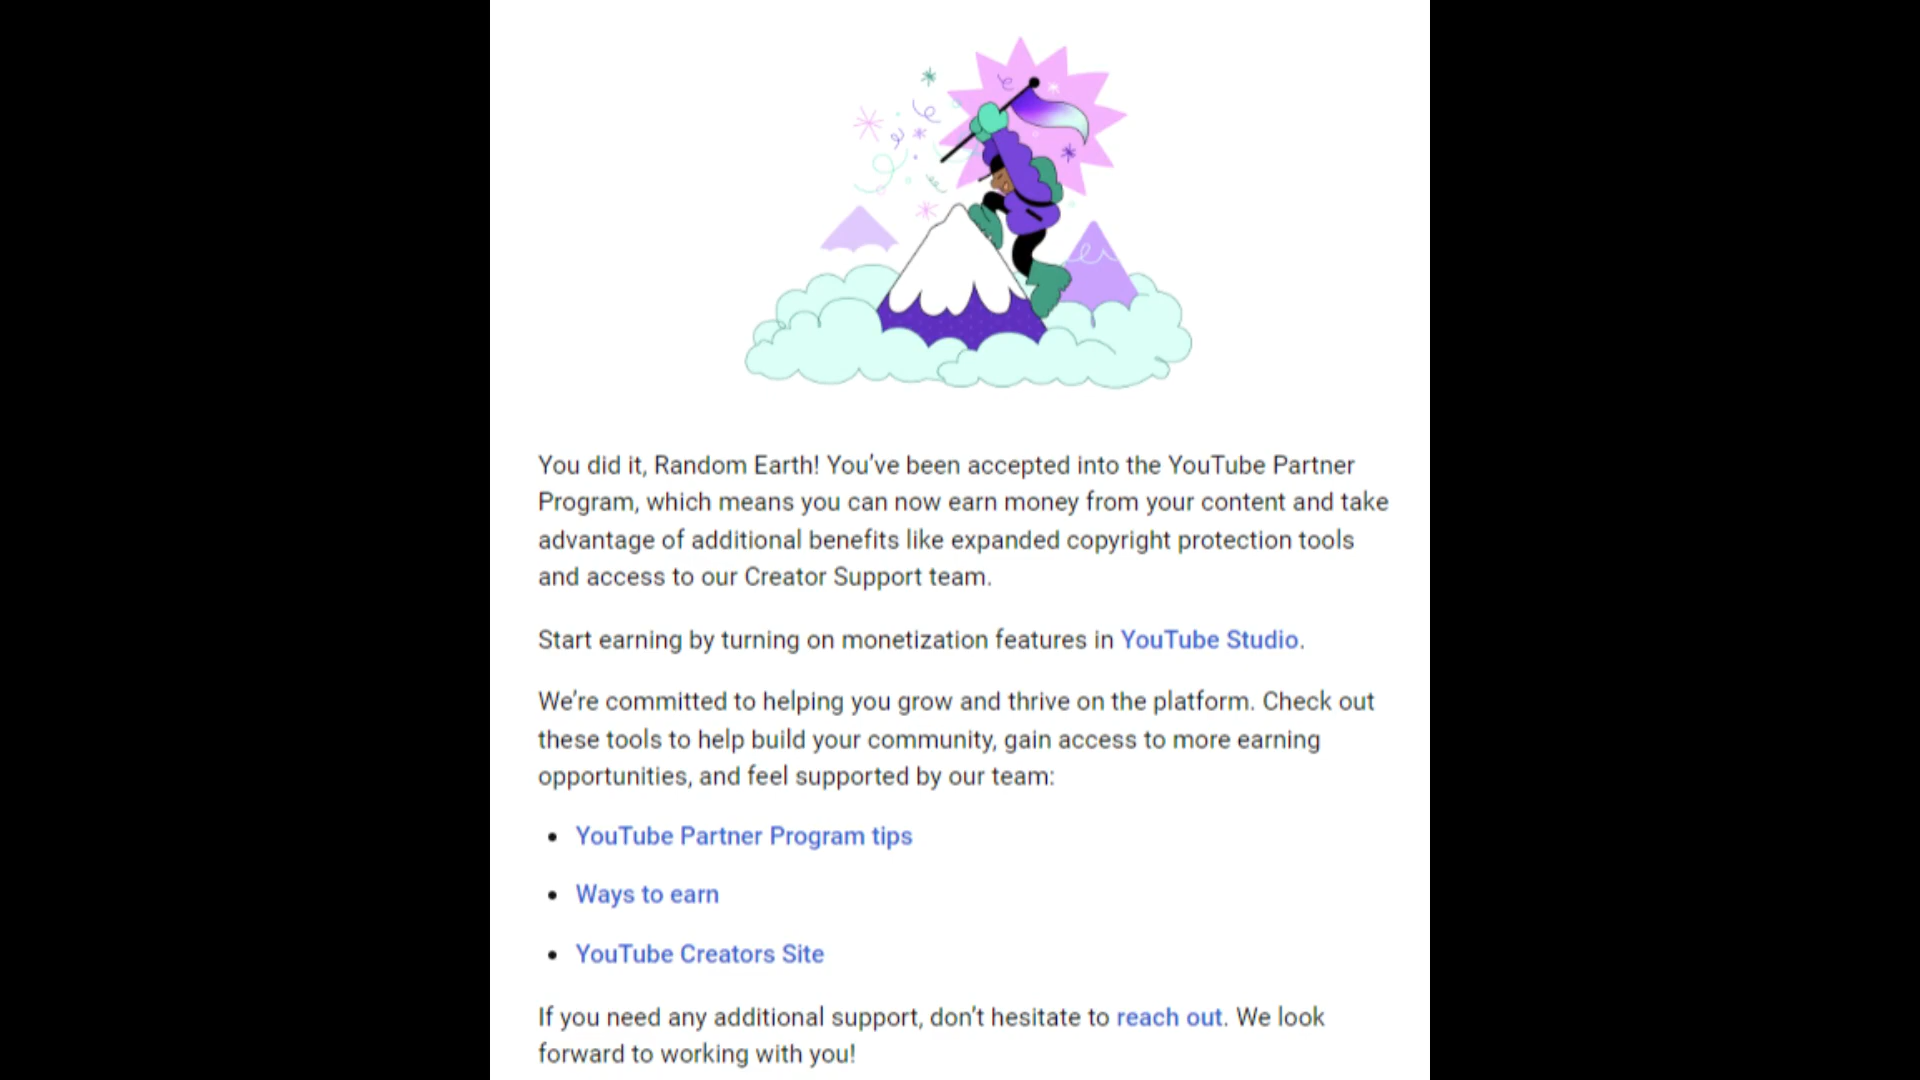 You did it, Random Earth! You've been accepted into the YouTube Partner
Program, which means you can now earn money from your content and take
advantage of additional benefits like expanded copyright protection tools
and access to our Creator Support team.
Start earning by turning on monetization features in YouTube Studio.
We're committed to helping you grow and thrive on the platform. Check out
these tools to help build your community, gain access to more earning
opportunities, and feel supported by our team:
• YouTube Partner Program tips
• Ways to earn
• YouTube Creators Site
If you need any additional support, don't hesitate to reach out. We look
forward to working with you!